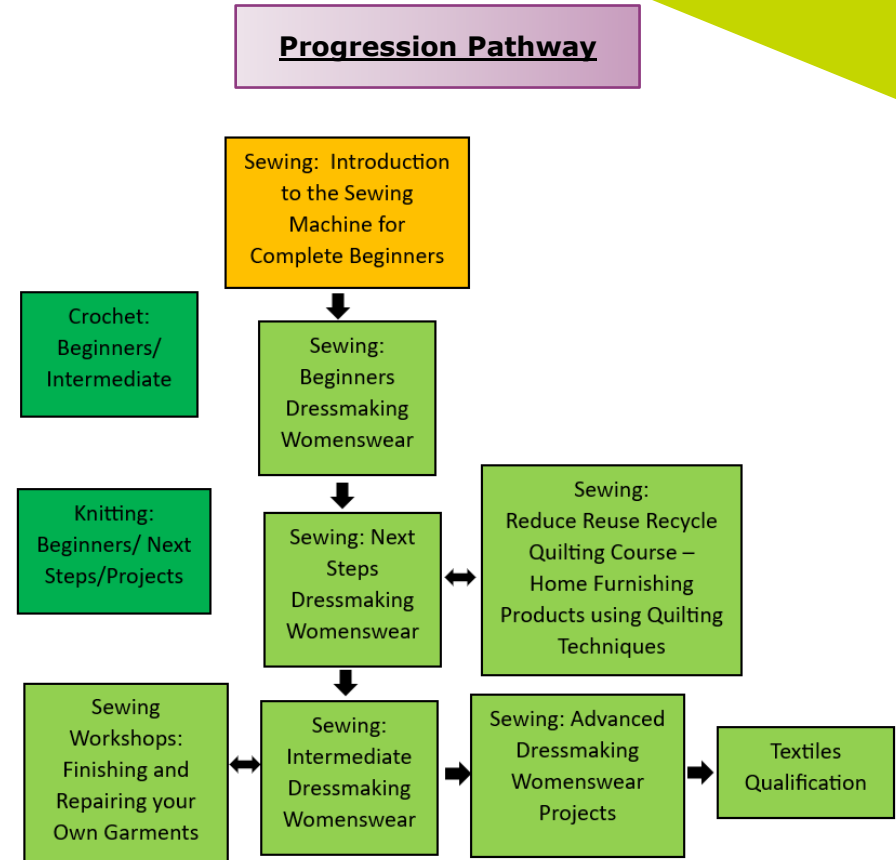 Progression Pathway
Sewing:  Introduction
to the Sewing
Machine for
Complete Beginners
Crochet:
Beginners/
Intermediate
Sewing:
Beginners
Dressmaking
Womenswear
Knitting:
Beginners/ Next
Steps/Projects
Sewing: Next
Steps
Dressmaking
Womenswear
Sewing:
Reduce Reuse Recycle
Quilting Course –
Home Furnishing
Products using Quilting
Techniques
Sewing
Workshops:
Finishing and
Repairing your
Own Garments
Sewing:
Intermediate
Dressmaking
Womenswear
Sewing: Advanced
Dressmaking
Womenswear
Projects
Textiles
Qualification